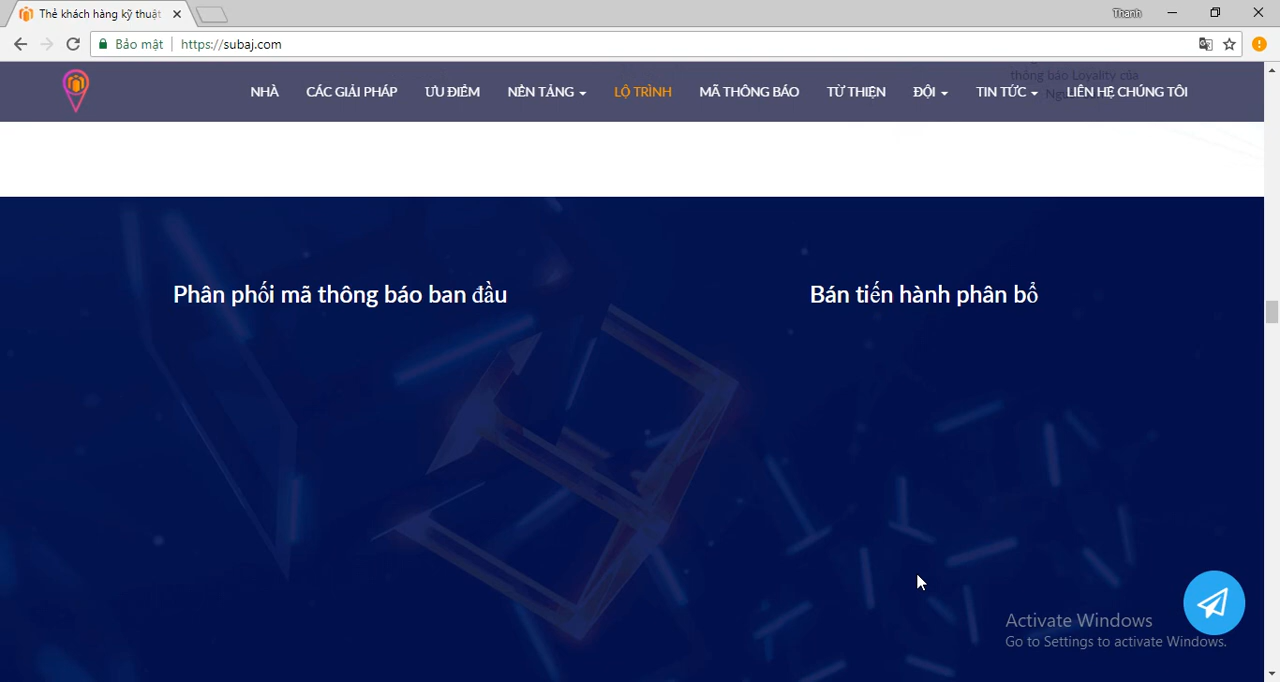 Thẻ khách hàng kỹ thuật
Thanh
Bảo mật
https://subaj.com
thông báo Loyality của
NHÀ CÁC GIẢI PHÁP ƯU ĐIỂM NỀN TẢNG LỘ TRÌNH MÃ THÔNG BÁO TỪ THIỆN ĐỘI TIN TỨC LIÊN HỆ CHÚNG TÔI
Phân phối mã thông báo ban đầu
Bán tiến hành phân bổ
Activate Windows
Go to Settings to activate Windows.